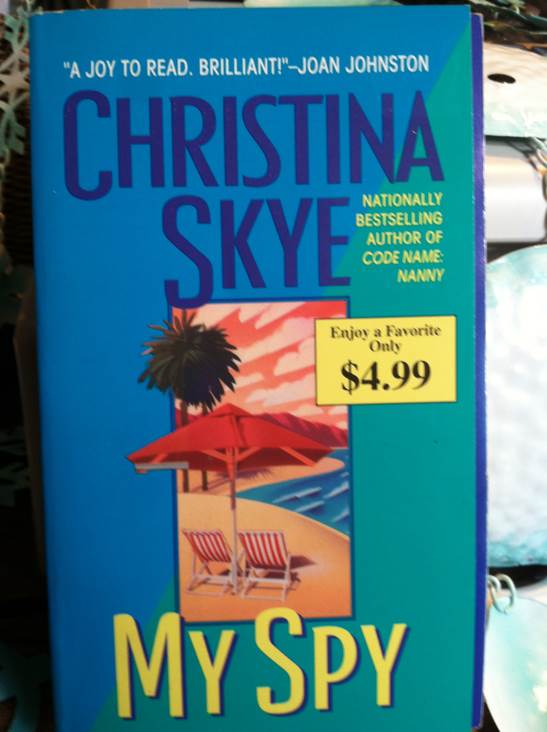 "A JOY TO READ. BRILLIANT!"–JOAN JOHNSTON
CHRISTINA
SKYE
NATIONALLY
BESTSELLING
AUTHOR OF
CODE NAME:
NANNY
Enjoy a Favorite
Only
$4.99
MY SPY